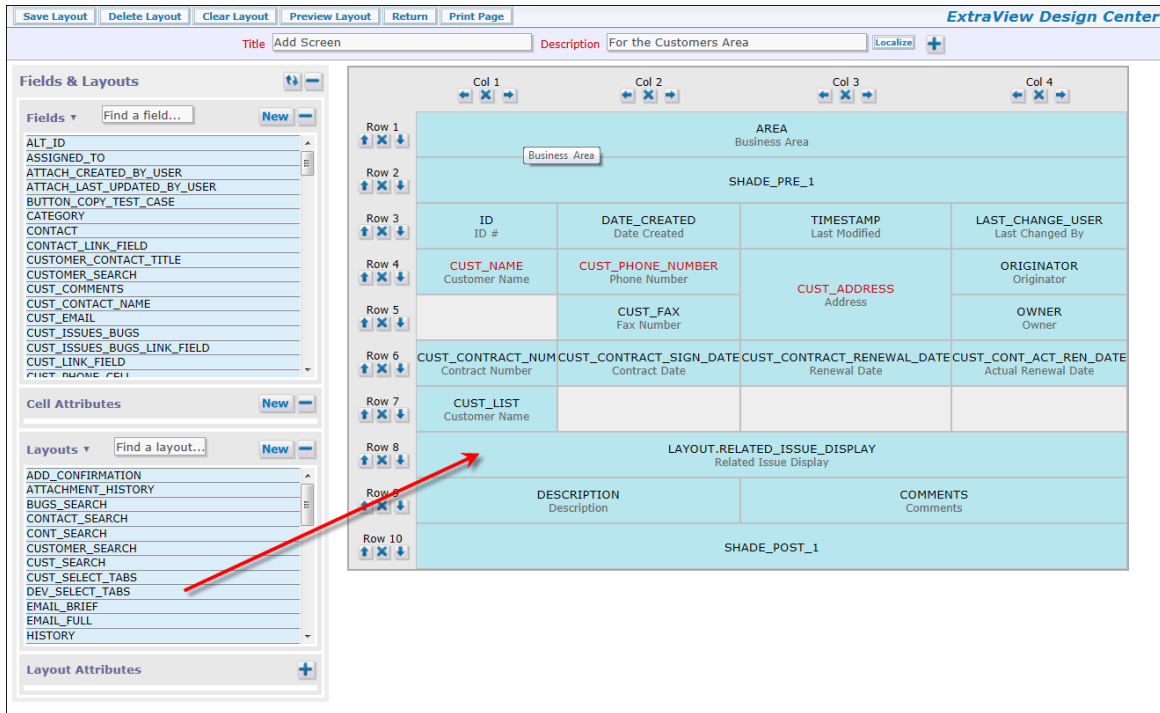 Save Layout Delete Layout Clear Layout Preview Layout Return Print Page ExtraView Design Center
Title Add Screen Description For the Customers Area Localize
Fields & Layouts
Fields Find a field... New
ALT_ID
ASSIGNED_TO
ATTACH_CREATED_BY_USER
ATTACH_LAST_UPDATED_BY_USER
BUTTON_COPY_TEST_CASE
CATEGORY
CONTACT
CONTACT_LINK_FIELD
CUSTOMER_CONTACT_TITLE
CUSTOMER_SEARCH
CUST_COMMENTS
CUST_CONTACT_NAME
CUST_EMAIL
CUST_ISSUES_BUGS
CUST_ISSUES_BUGS_LINK_FIELD
CUST_LINK_FIELD
CUST_PHONE_CELL
Cell Attributes New
Layouts Find a layout... New
ADD_CONFIRMATION
ATTACHMENT_HISTORY
BUGS_SEARCH
CONTACT_SEARCH
CONT_SEARCH
CUSTOMER_SEARCH
CUST_SEARCH
CUST_SELECT_TABS
DEV_SELECT_TABS
EMAIL_BRIEF
EMAIL_FULL
HISTORY
Layout Attributes
Col 1 Col 2 Col 3 Col 4
Row 1 AREA
Business Area
Business Area
Row 2 SHADE_PRE_1
Row 3 ID DATE_CREATED TIMESTAMP LAST_CHANGE_USER
ID # Date Created Last Modified Last Changed By
Row 4 CUST_NAME CUST_PHONE_NUMBER ORIGINATOR
Customer Name Phone Number Originator
CUST_ADDRESS
Address
Row 5 CUST_FAX OWNER
Fax Number Owner
Row 6 CUST_CONTRACT_NUM CUST_CONTRACT_SIGN_DATE CUST_CONTRACT_RENEWAL_DATE CUST_CONT_ACT_REN_DATE
Contract Number Contract Date Renewal Date Actual Renewal Date
Row 7 CUST_LIST
Customer Name
Row 8 LAYOUT.RELATED_ISSUE_DISPLAY
Related Issue Display
Row 9 DESCRIPTION COMMENTS
Description Comments
Row 10 SHADE_POST_1